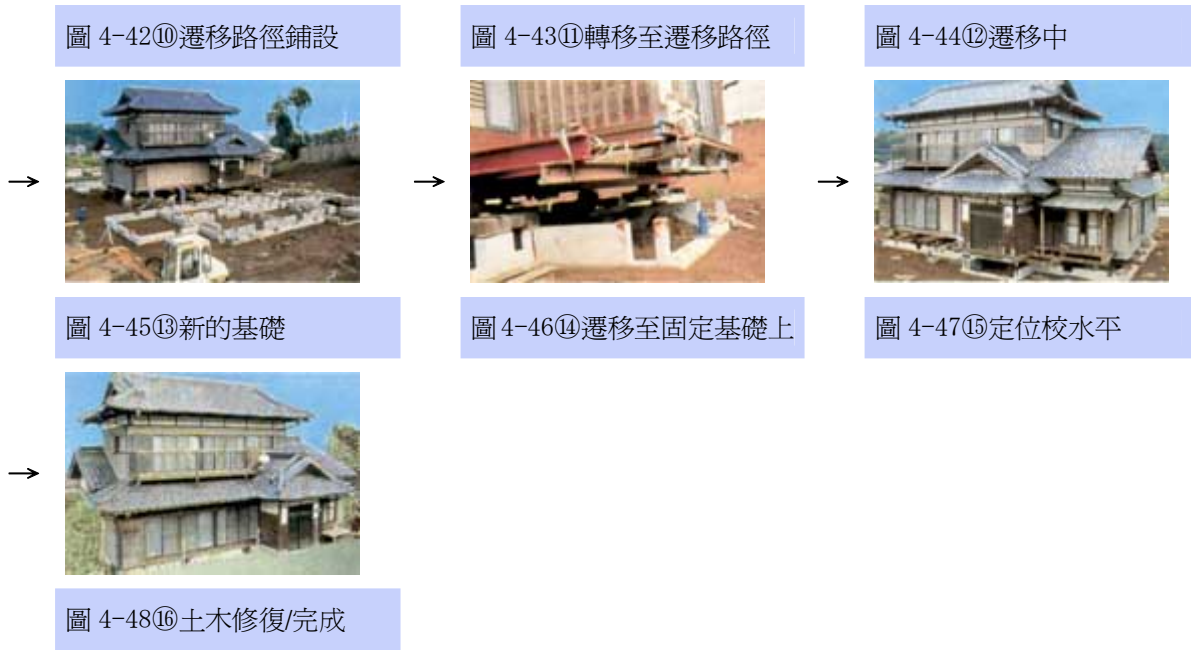 圖 4-42⑩遷移路徑鋪設
圖 4-43⑪轉移至遷移路徑
圖 4-44⑫遷移中
→
→
→
圖 4-45⑬新的基礎
圖 4-46⑭遷移至固定基礎上
圖 4-47⑮定位校水平
→
圖 4-48⑯土木修復/完成